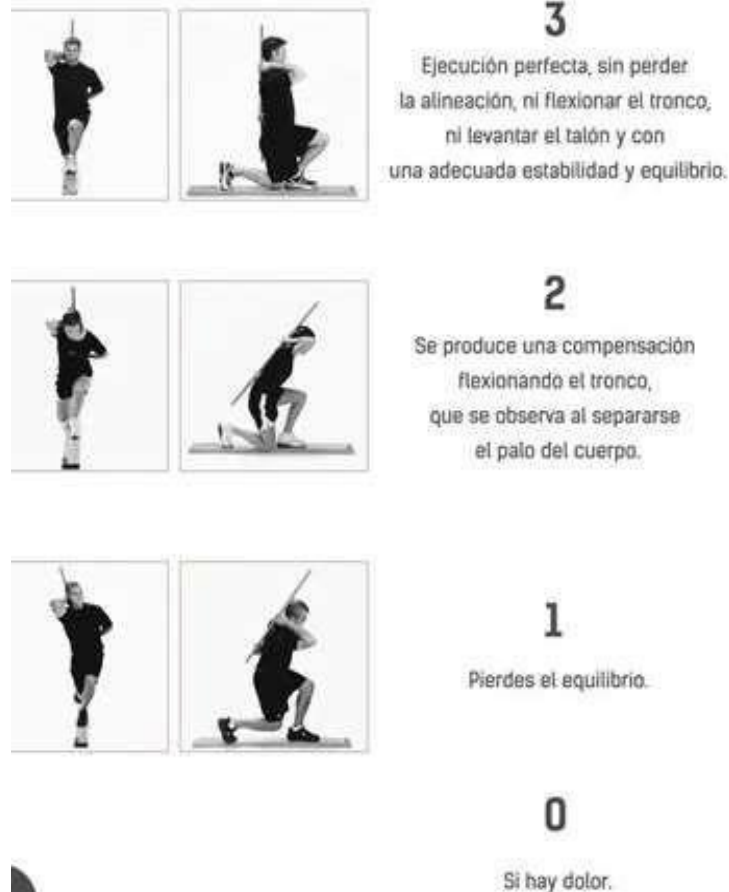 3
Ejecución perfecta, sin perder
la alineación, ni flexionar el tronco,
ni levantar el talón y con
una adecuada estabilidad y equilibrio.
2
Se produce una compensación
flexionando el tronco,
que se observa al separarse
el palo del cuerpo.
1
Pierdes el equilibrio.
0
Si hay dolor.